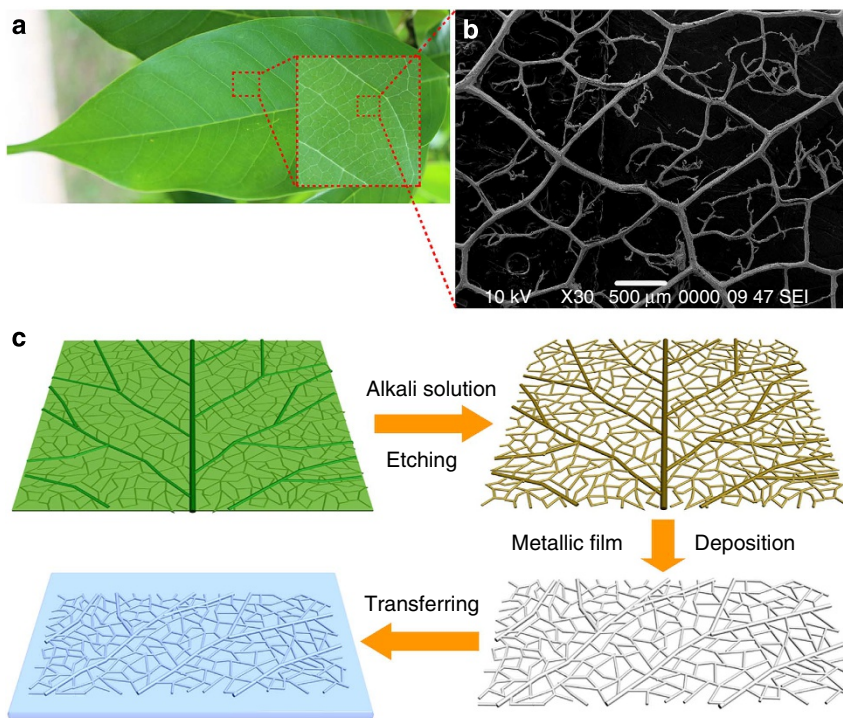 a
b
10 kV X30 500 μm 0000 09 47 SEI
c
Alkali solution
Etching
Metallic film
Deposition
Transferring